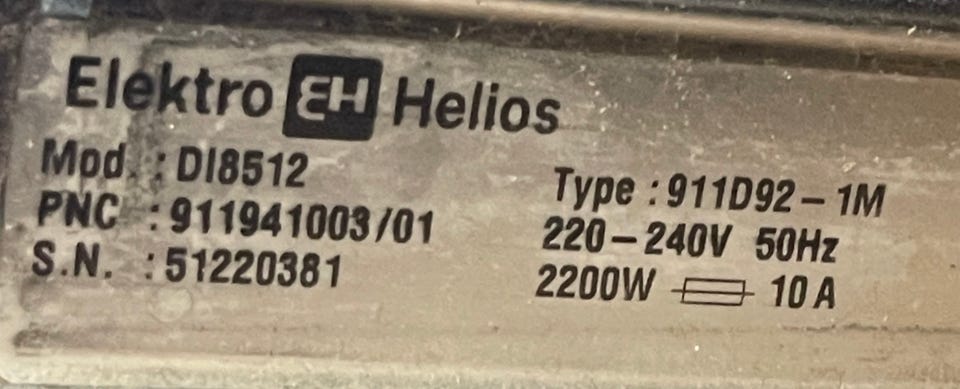 Elektro EH Helios
Mod. : DI8512
PNC : 911941003/01
S.N. : 51220381
Type : 911D92-1M
220-240V 50Hz
2200W 10 A